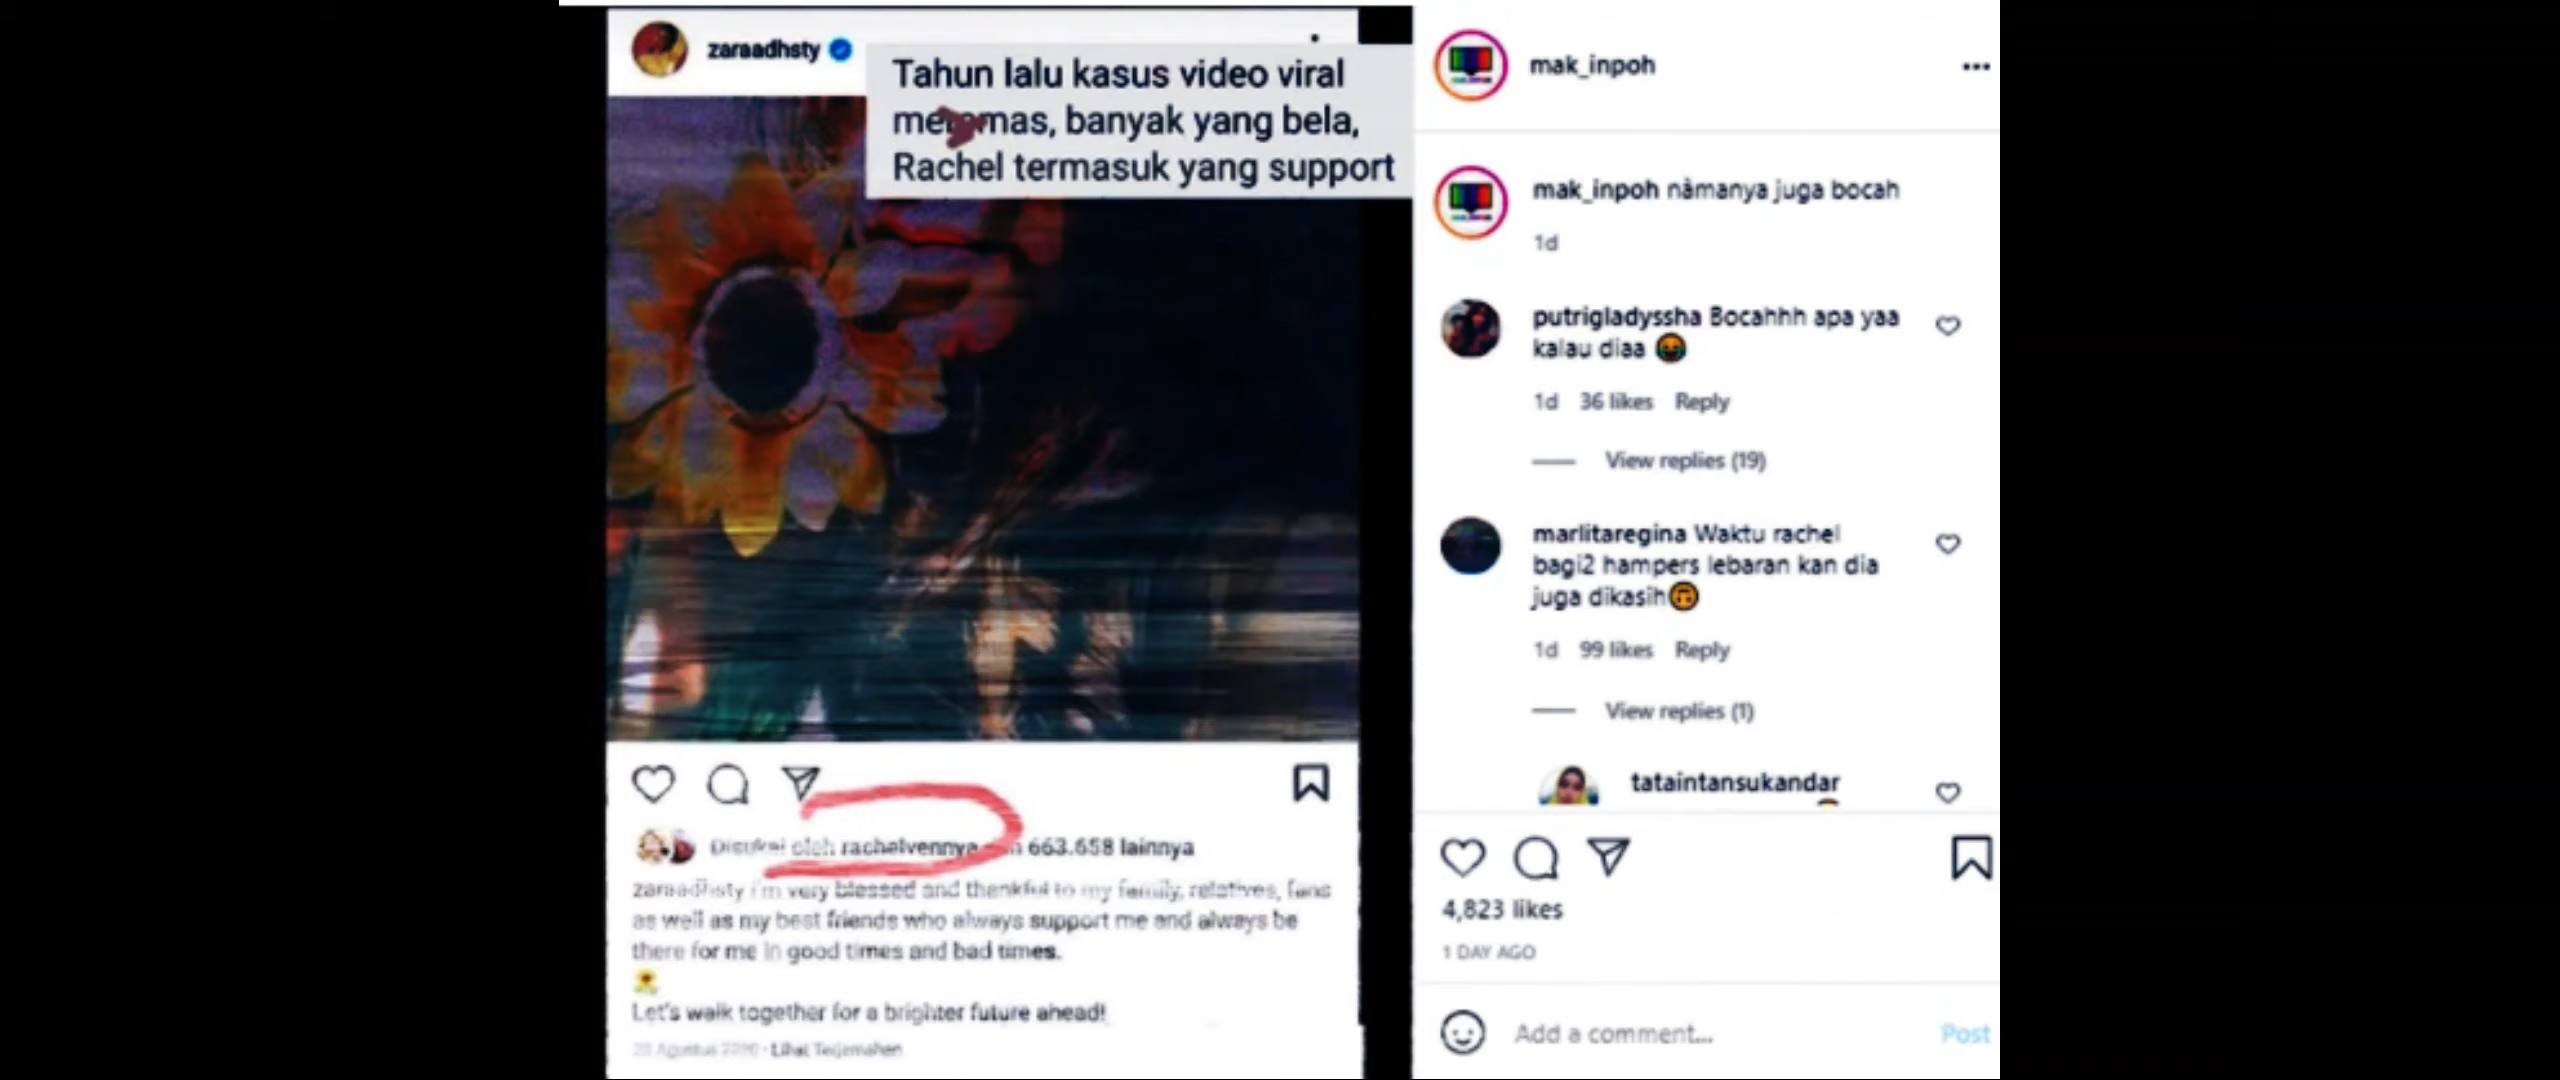 zaraadhsty
Tahun lalu kasus video viral
meremas, banyak yang bela,
Rachel termasuk yang support
Disukai oleh rachelvennya 663.658 lainnya
zaraadhsty i'm very blessed and thankful to my family, relatives, fans
as well as my best friends who always support me and always be
there for me in good times and bad times.
🌻
Let's walk together for a brighter future ahead!
Agustus 2020 · Lihat Terjemahan
mak_inpoh
mak_inpoh nàmanya juga bocah
1d
putrigladyssha Bocahhh apa yaa
kalau diaa 😭
1d 36 likes Reply
View replies (19)
marlitaregina Waktu rachel
bagi2 hampers lebaran kan dia
juga dikasih🙃
1d 99 likes Reply
View replies (1)
tataintansukandar
4,823 likes
1 DAY AGO
Add a comment...
Post